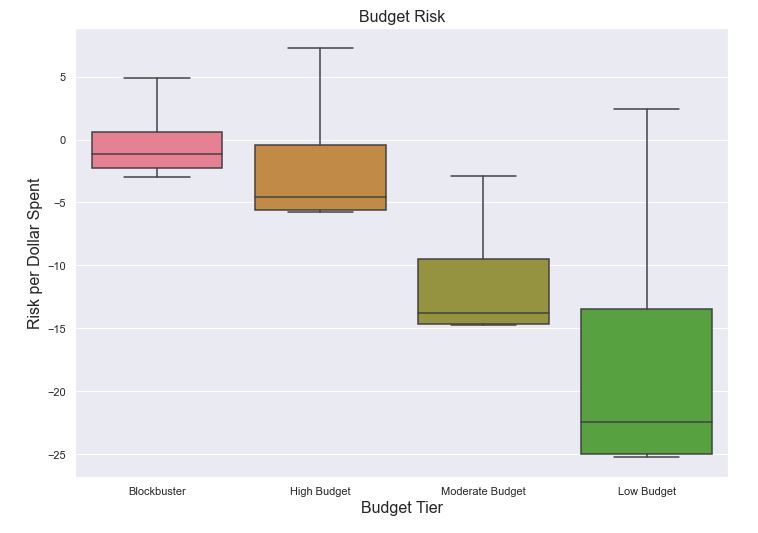 Budget Risk
Risk per Dollar Spent
5
0
−5
−10
−15
−20
−25
Blockbuster
High Budget
Moderate Budget
Low Budget
Budget Tier